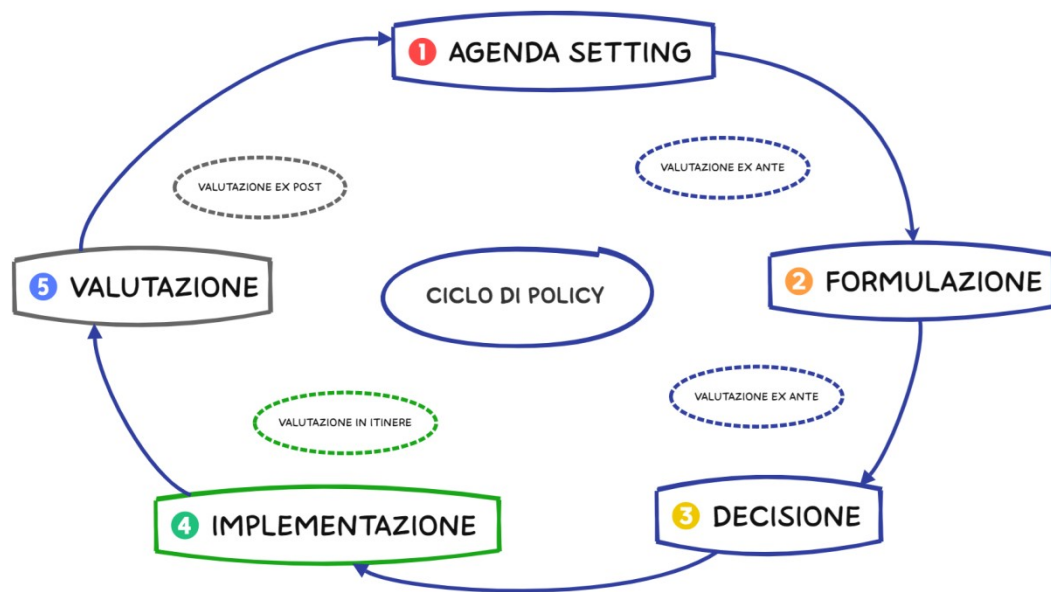 1 AGENDA SETTING
VALUTAZIONE EX ANTE
VALUTAZIONE EX POST
5 VALUTAZIONE
CICLO DI POLICY
2 FORMULAZIONE
VALUTAZIONE EX ANTE
VALUTAZIONE IN ITINERE
4 IMPLEMENTAZIONE
3 DECISIONE